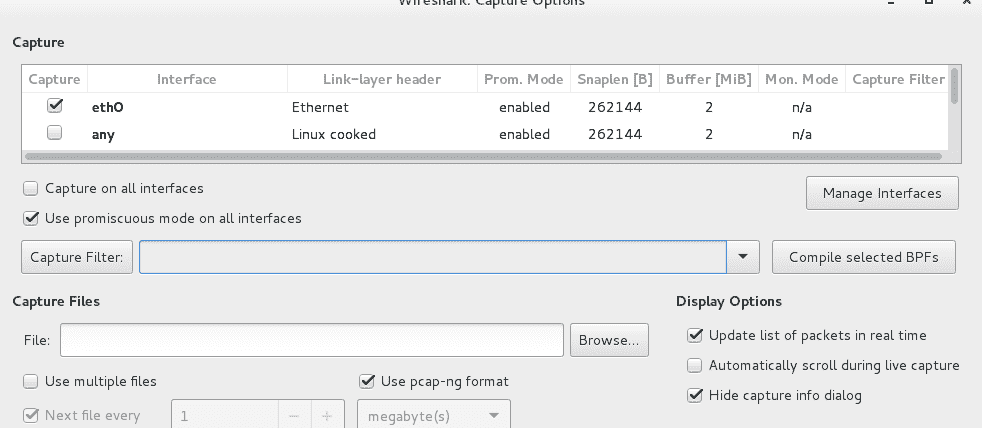 Wireshark: Capture Options
Capture
Capture Interface Link-layer header Prom. Mode Snaplen [B] Buffer [MiB] Mon. Mode Capture Filter
eth0 Ethernet enabled 262144 2 n/a
any Linux cooked enabled 262144 2 n/a
Capture on all interfaces
Manage Interfaces
Use promiscuous mode on all interfaces
Capture Filter: Compile selected BPFs
Capture Files Display Options
File: Browse... Update list of packets in real time
Automatically scroll during live capture
Use multiple files Use pcap-ng format
Hide capture info dialog
Next file every 1 megabyte(s)